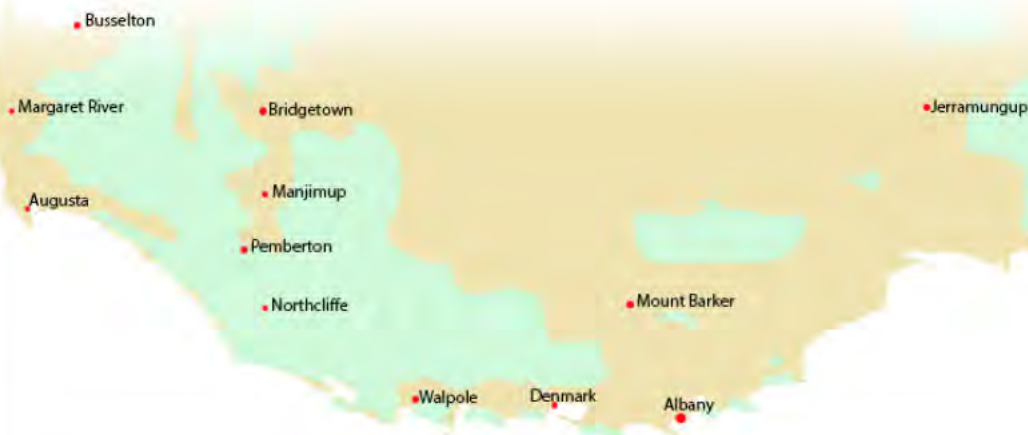 Busselton
Margaret River
Bridgetown
Jerramungup
Manjimup
Augusta
Pemberton
Northcliffe
Mount Barker
Walpole
Denmark
Albany